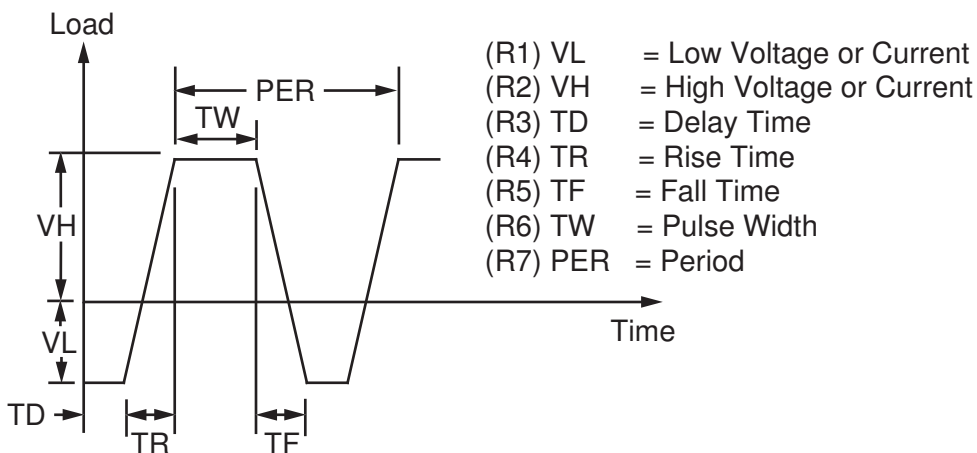 Load
PER
TW
VH
VL
TD
TR
TF
Time
(R1) VL = Low Voltage or Current
(R2) VH = High Voltage or Current
(R3) TD = Delay Time
(R4) TR = Rise Time
(R5) TF = Fall Time
(R6) TW = Pulse Width
(R7) PER = Period